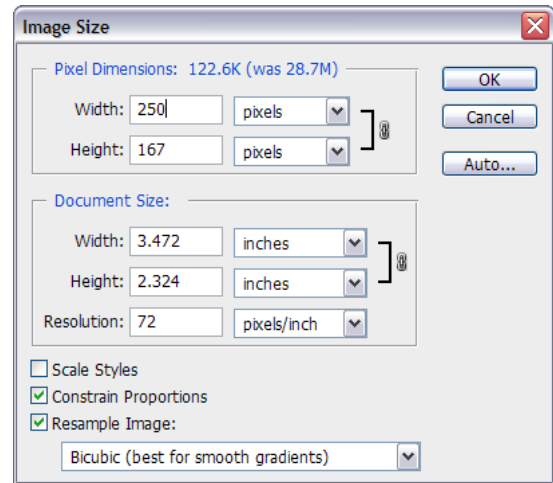 Image Size
Pixel Dimensions: 122.6K (was 28.7M)
Width: 250 pixels
Height: 167 pixels
OK
Cancel
Auto...
Document Size:
Width: 3.472 inches
Height: 2.324 inches
Resolution: 72 pixels/inch
Scale Styles
Constrain Proportions
Resample Image:
Bicubic (best for smooth gradients)